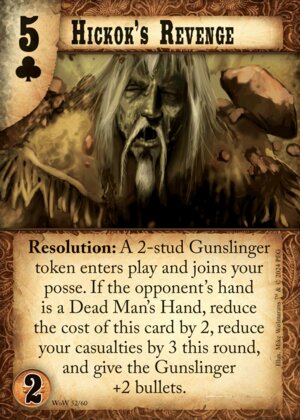 5
Hickok's Revenge
Resolution: A 2-stud Gunslinger
token enters play and joins your
posse. If the opponent's hand
is a Dead Man's Hand, reduce
the cost of this card by 2, reduce
your casualties by 3 this round,
and give the Gunslinger
+2 bullets.
2
WoW 52/60